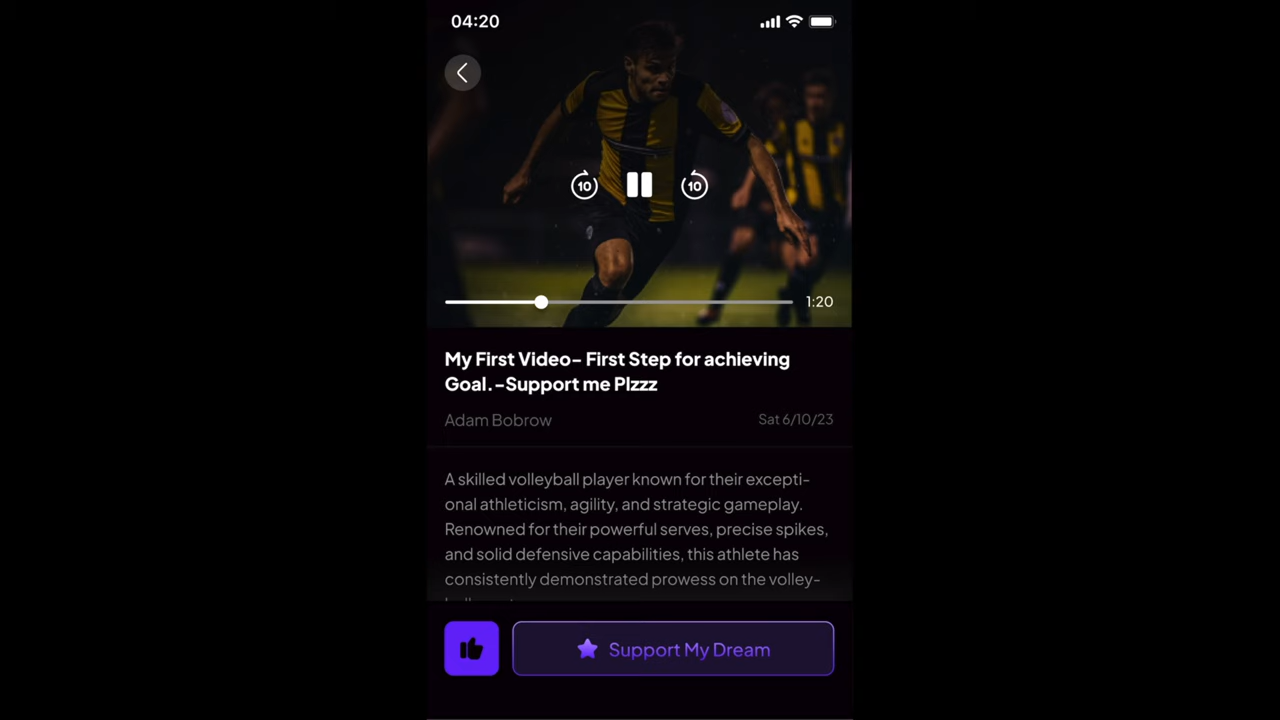 04:20
10
10
1:20
My First Video- First Step for achieving
Goal.-Support me Plzzz
Adam Bobrow
Sat 6/10/23
A skilled volleyball player known for their excepti-
onal athleticism, agility, and strategic gameplay.
Renowned for their powerful serves, precise spikes,
and solid defensive capabilities, this athlete has
consistently demonstrated prowess on the volley-
Support My Dream